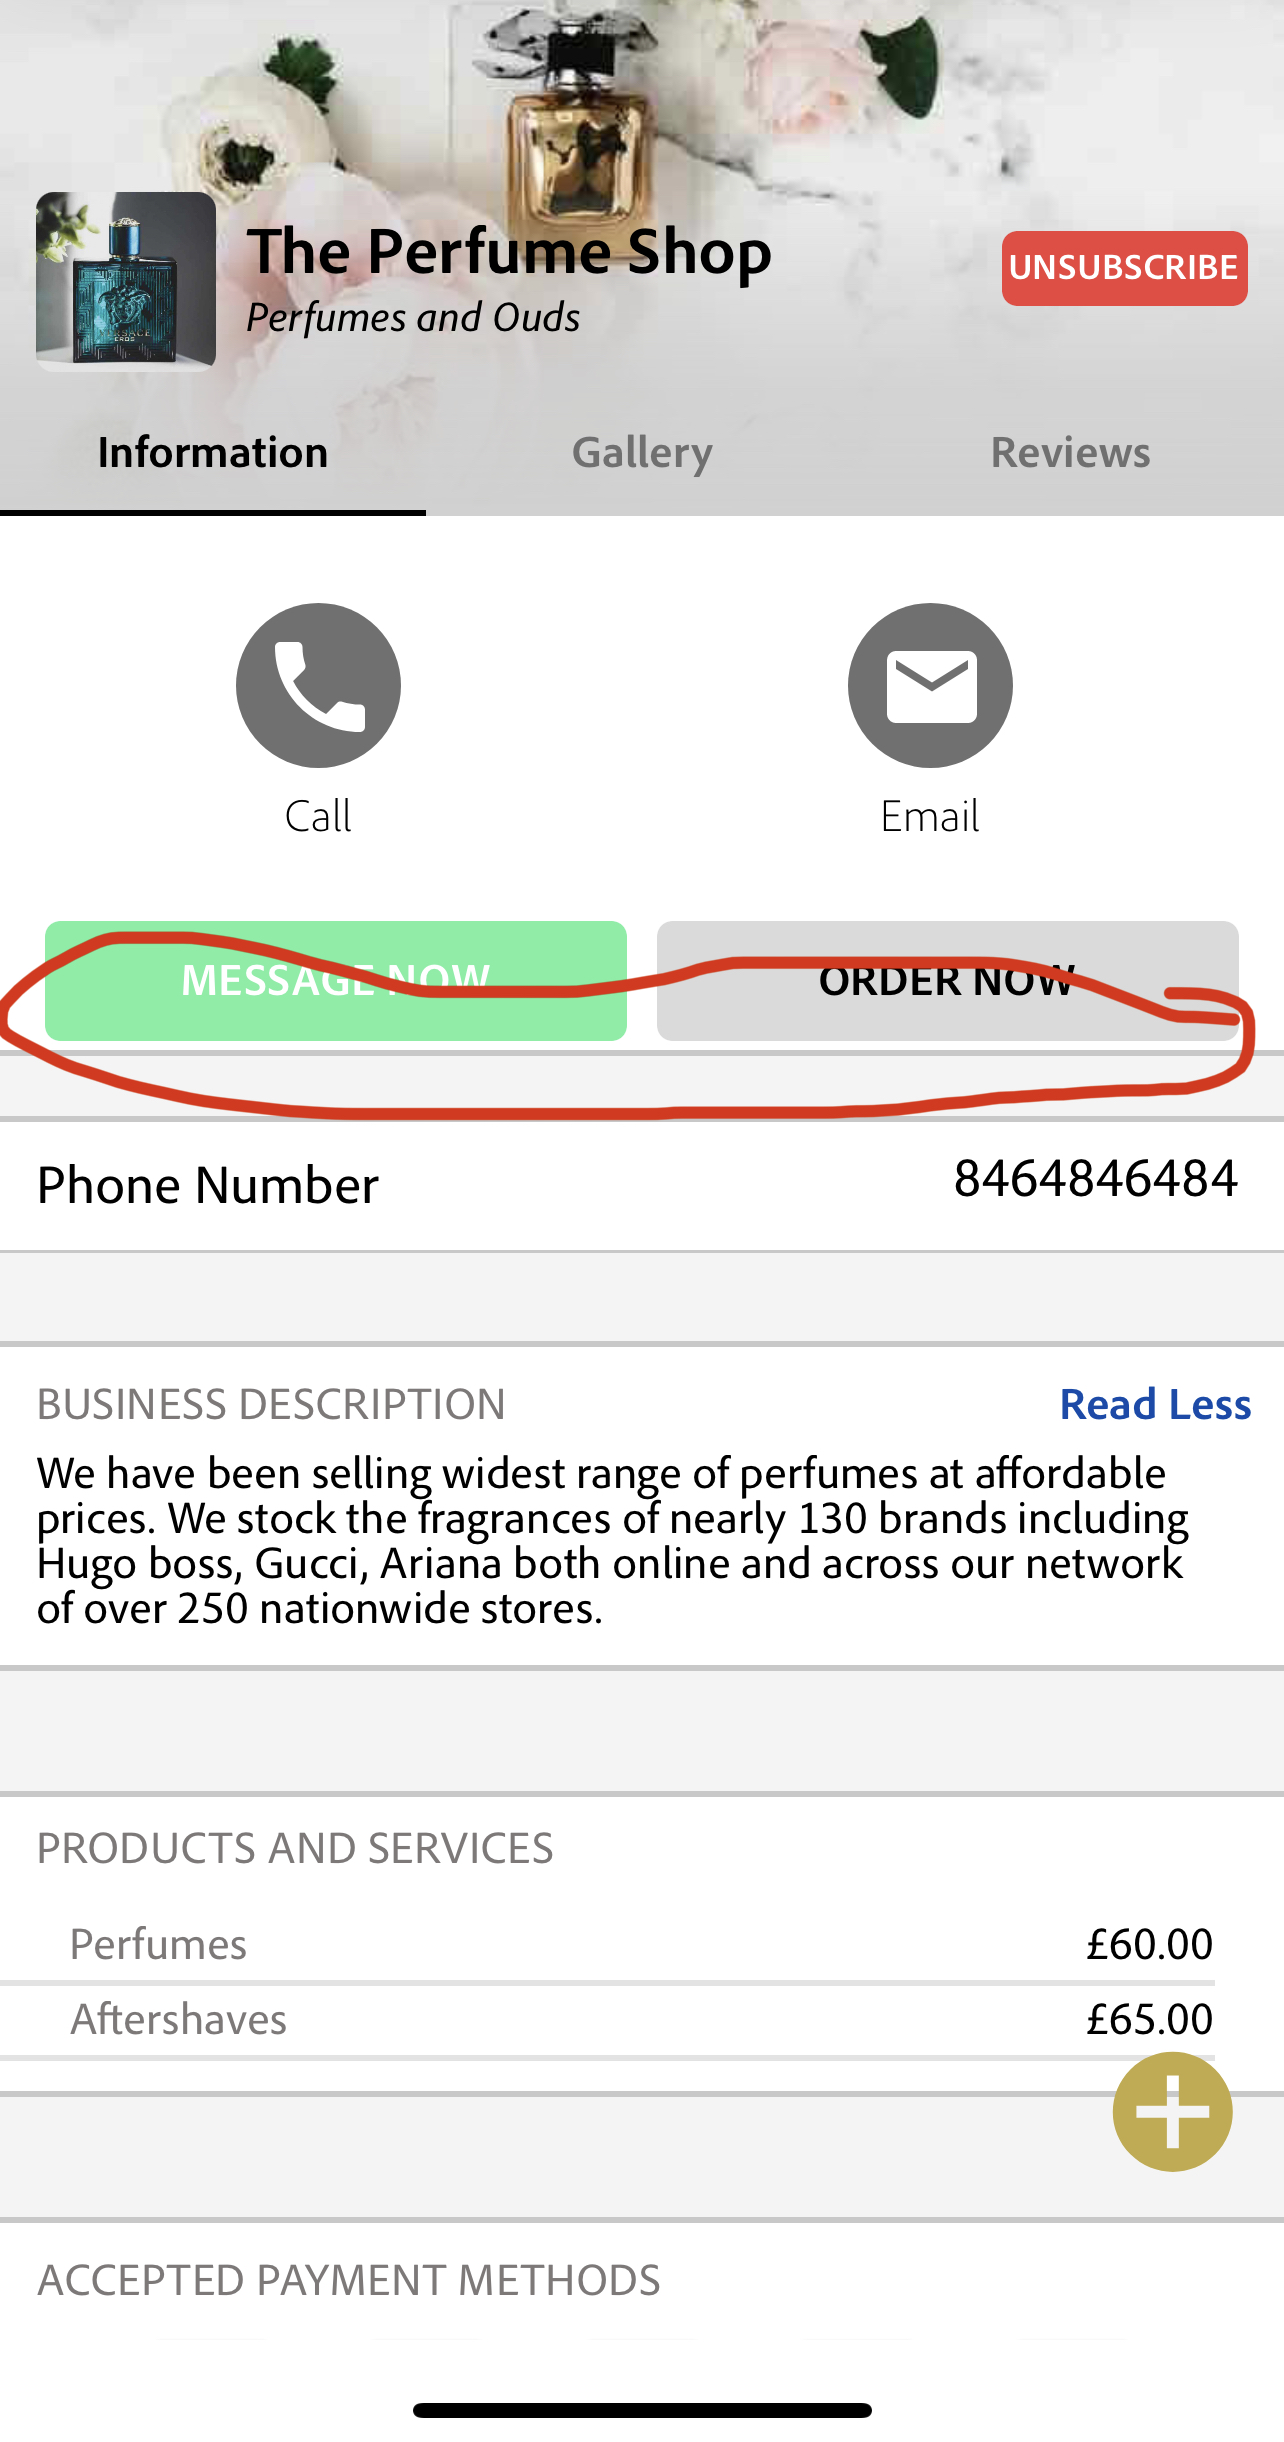 The Perfume Shop
Perfumes and Ouds
UNSUBSCRIBE
Information Gallery Reviews
Call Email
MESSAGE NOW ORDER NOW
Phone Number 8464846484
BUSINESS DESCRIPTION Read Less
We have been selling widest range of perfumes at affordable
prices. We stock the fragrances of nearly 130 brands including
Hugo boss, Gucci, Ariana both online and across our network
of over 250 nationwide stores.
PRODUCTS AND SERVICES
Perfumes £60.00
Aftershaves £65.00
ACCEPTED PAYMENT METHODS